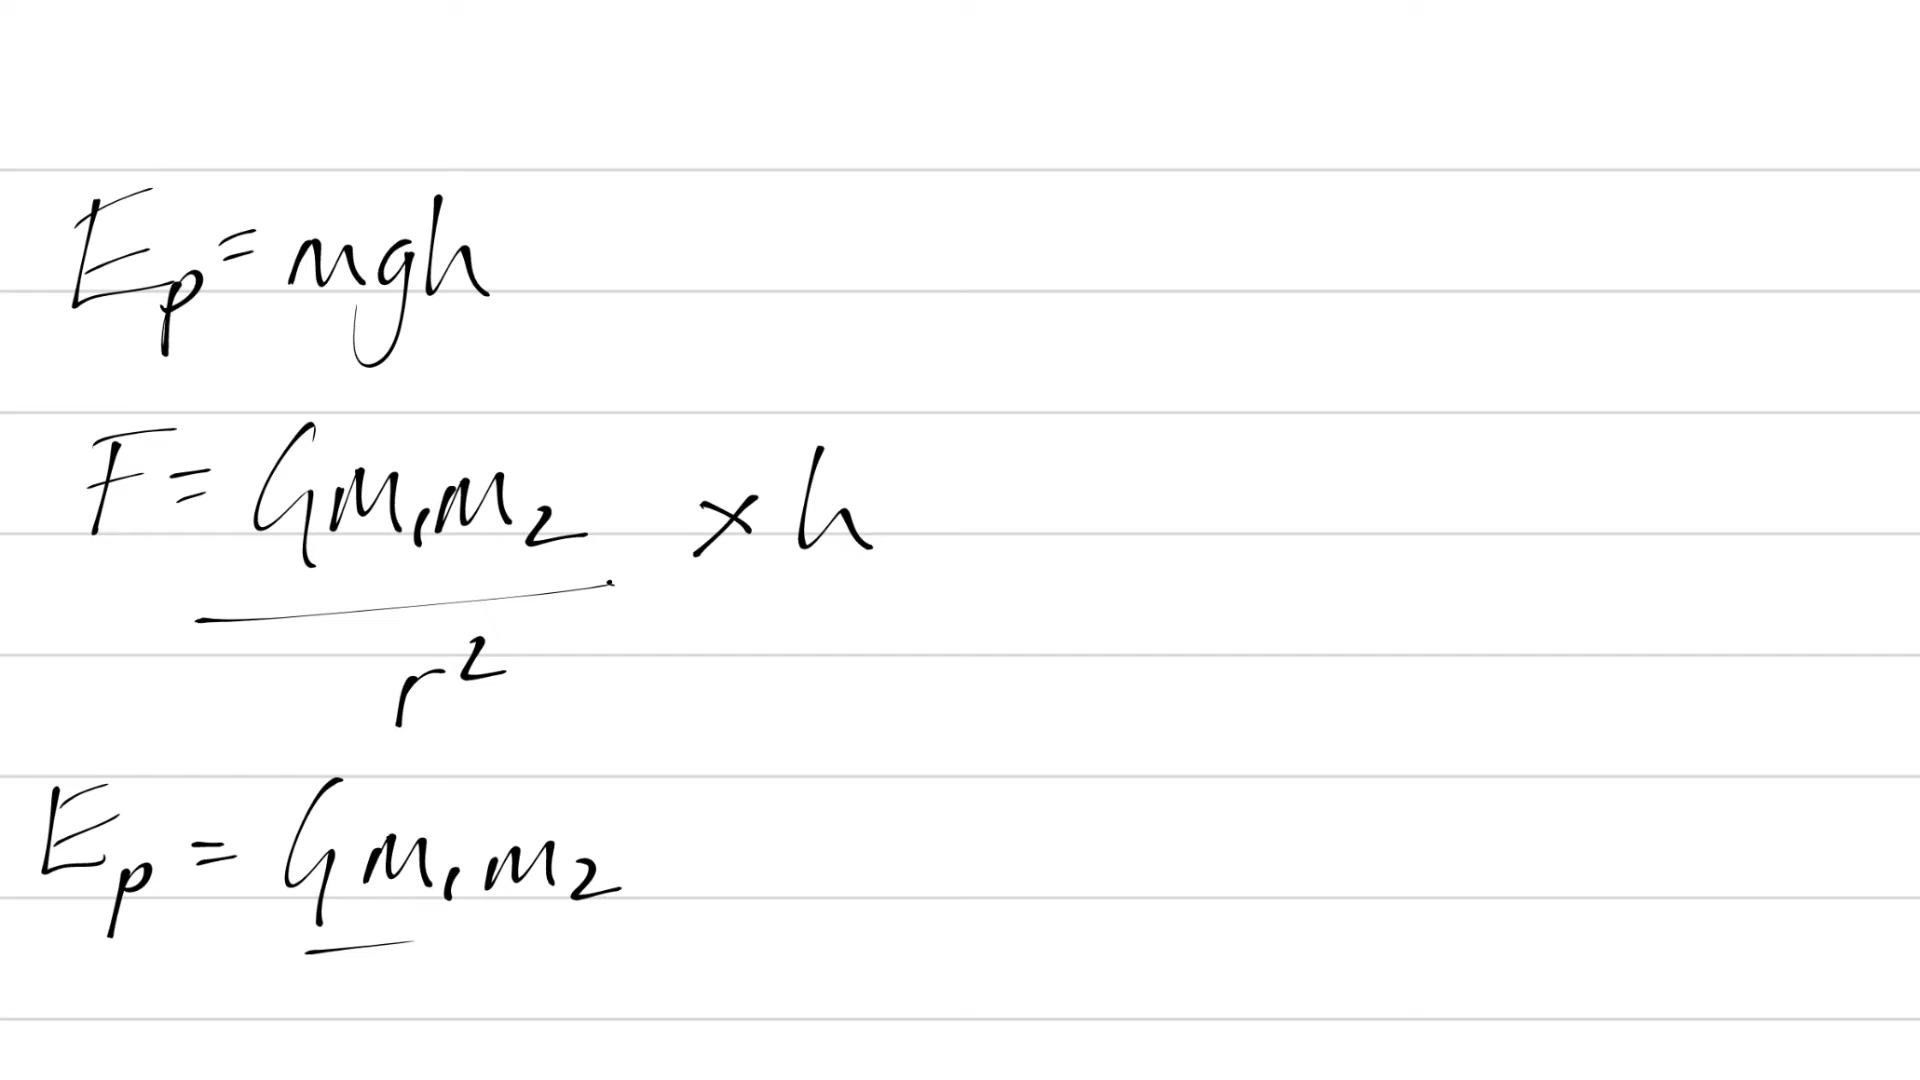 Ep = mgh
F = Gm₁m₂ × h
r²
Ep = Gm₁m₂